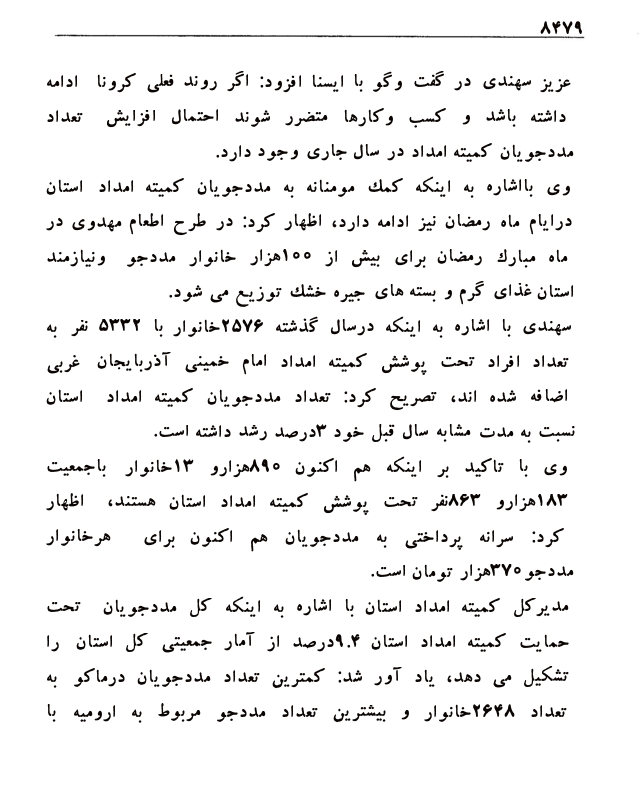 ۸۴۷۹
عزیز سهندی در گفت وگو با ایسنا افزود: اگر روند فعلی کرونا ادامه
داشته باشد و کسب وکارها متضرر شوند احتمال افزایش تعداد
مددجویان کمیته امداد در سال جاری وجود دارد.
وی بااشاره به اینکه کمك مومنانه به مددجویان کمیته امداد استان
درایام ماه رمضان نیز ادامه دارد، اظهار کرد: در طرح اطعام مهدوی در
ماه مبارك رمضان برای بیش از ۱۰۰هزار خانوار مددجو ونیازمند
استان غذای گرم و بسته های جیره خشك توزیع می شود.
سهندی با اشاره به اینکه درسال گذشته ۲۵۷۶خانوار با ۵۳۳۲ نفر به
تعداد افراد تحت پوشش کمیته امداد امام خمینی آذربایجان غربی
اضافه شده اند، تصریح کرد: تعداد مددجویان کمیته امداد استان
نسبت به مدت مشابه سال قبل خود ۳درصد رشد داشته است.
وی با تاکید بر اینکه هم اکنون ۸۹۰هزارو ۱۳خانوار باجمعیت
۱۸۳هزارو ۸۶۳نفر تحت پوشش کمیته امداد استان هستند، اظهار
کرد: سرانه پرداختی به مددجویان هم اکنون برای هرخانوار
مددجو ۳۷۰هزار تومان است.
مدیرکل کمیته امداد استان با اشاره به اینکه کل مددجویان تحت
حمایت کمیته امداد استان ۹.۴درصد از آمار جمعیتی کل استان را
تشکیل می دهد، یاد آور شد: کمترین تعداد مددجویان درماکو به
تعداد ۲۶۴۸خانوار و بیشترین تعداد مددجو مربوط به ارومیه با